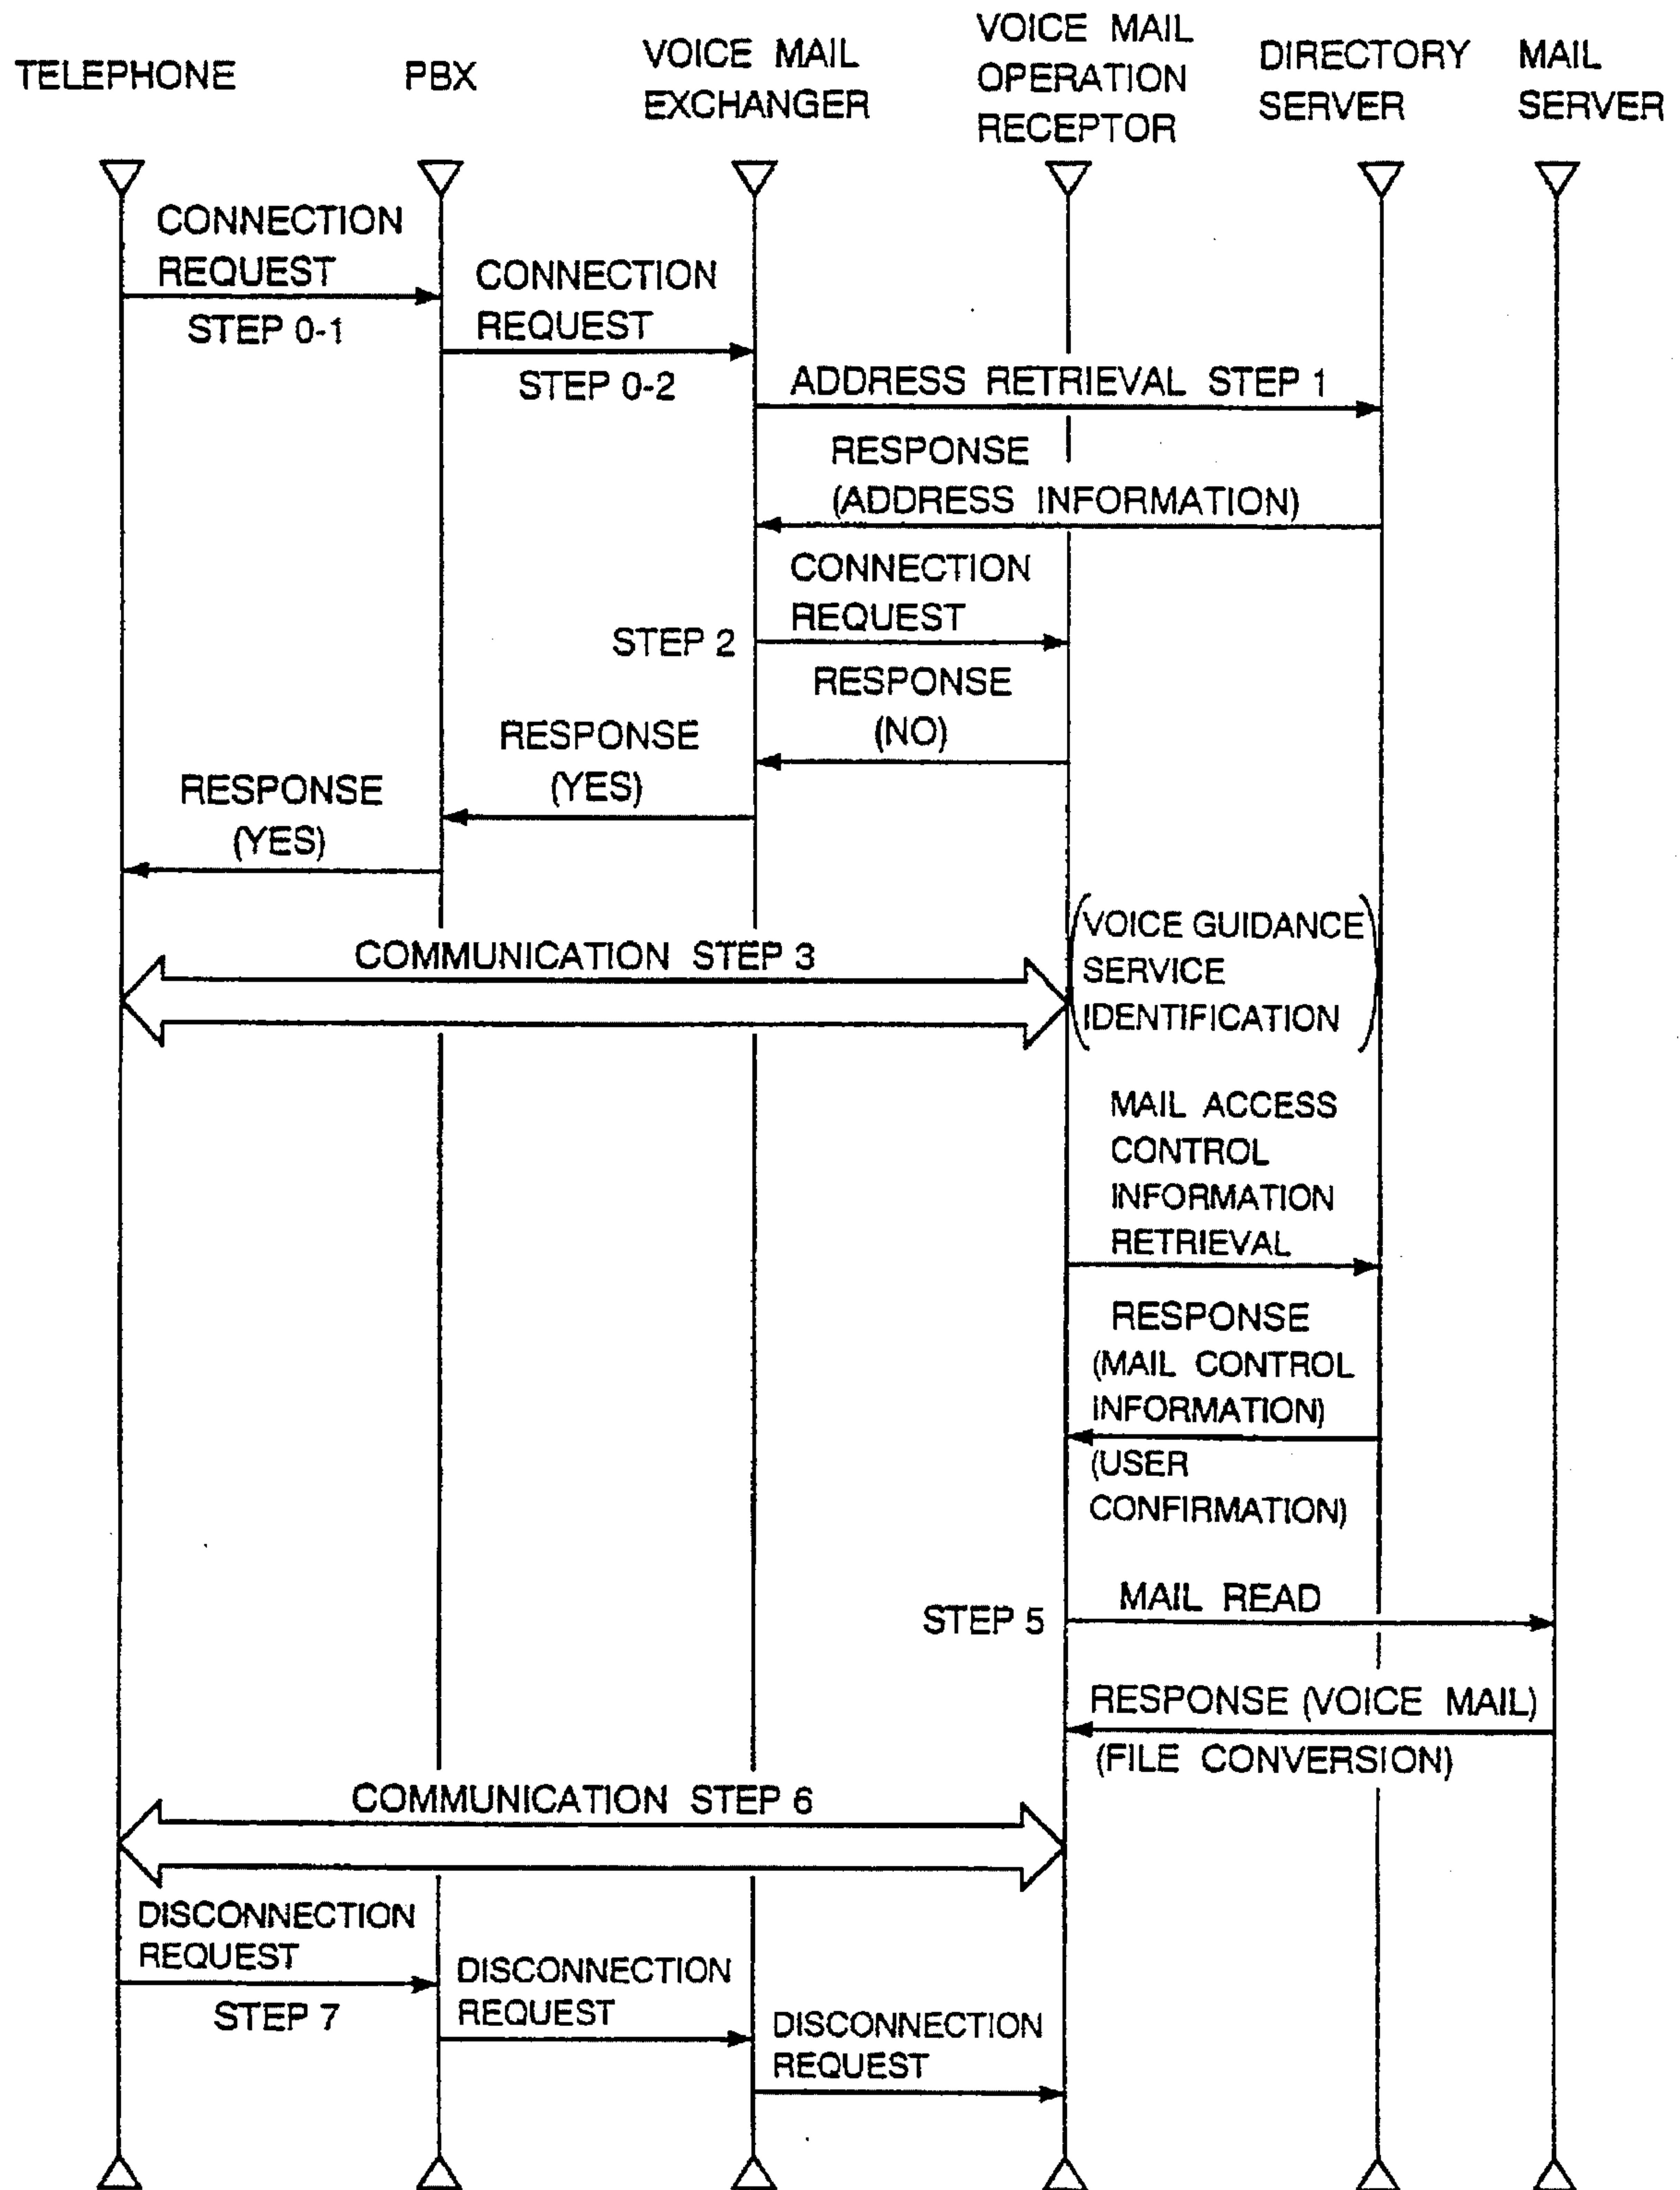 TELEPHONE
PBX
VOICE MAIL
EXCHANGER
VOICE MAIL
OPERATION
RECEPTOR
DIRECTORY
SERVER
MAIL
SERVER
CONNECTION
REQUEST
STEP 0-1
CONNECTION
REQUEST
STEP 0-2
ADDRESS RETRIEVAL STEP 1
RESPONSE
(ADDRESS INFORMATION)
CONNECTION
REQUEST
STEP 2
RESPONSE
(NO)
RESPONSE
(YES)
RESPONSE
(YES)
COMMUNICATION STEP 3
(VOICE GUIDANCE
SERVICE
IDENTIFICATION)
MAIL ACCESS
CONTROL
INFORMATION
RETRIEVAL
RESPONSE
(MAIL CONTROL
INFORMATION)
(USER
CONFIRMATION)
STEP 5
MAIL READ
RESPONSE (VOICE MAIL)
(FILE CONVERSION)
COMMUNICATION STEP 6
DISCONNECTION
REQUEST
STEP 7
DISCONNECTION
REQUEST
DISCONNECTION
REQUEST